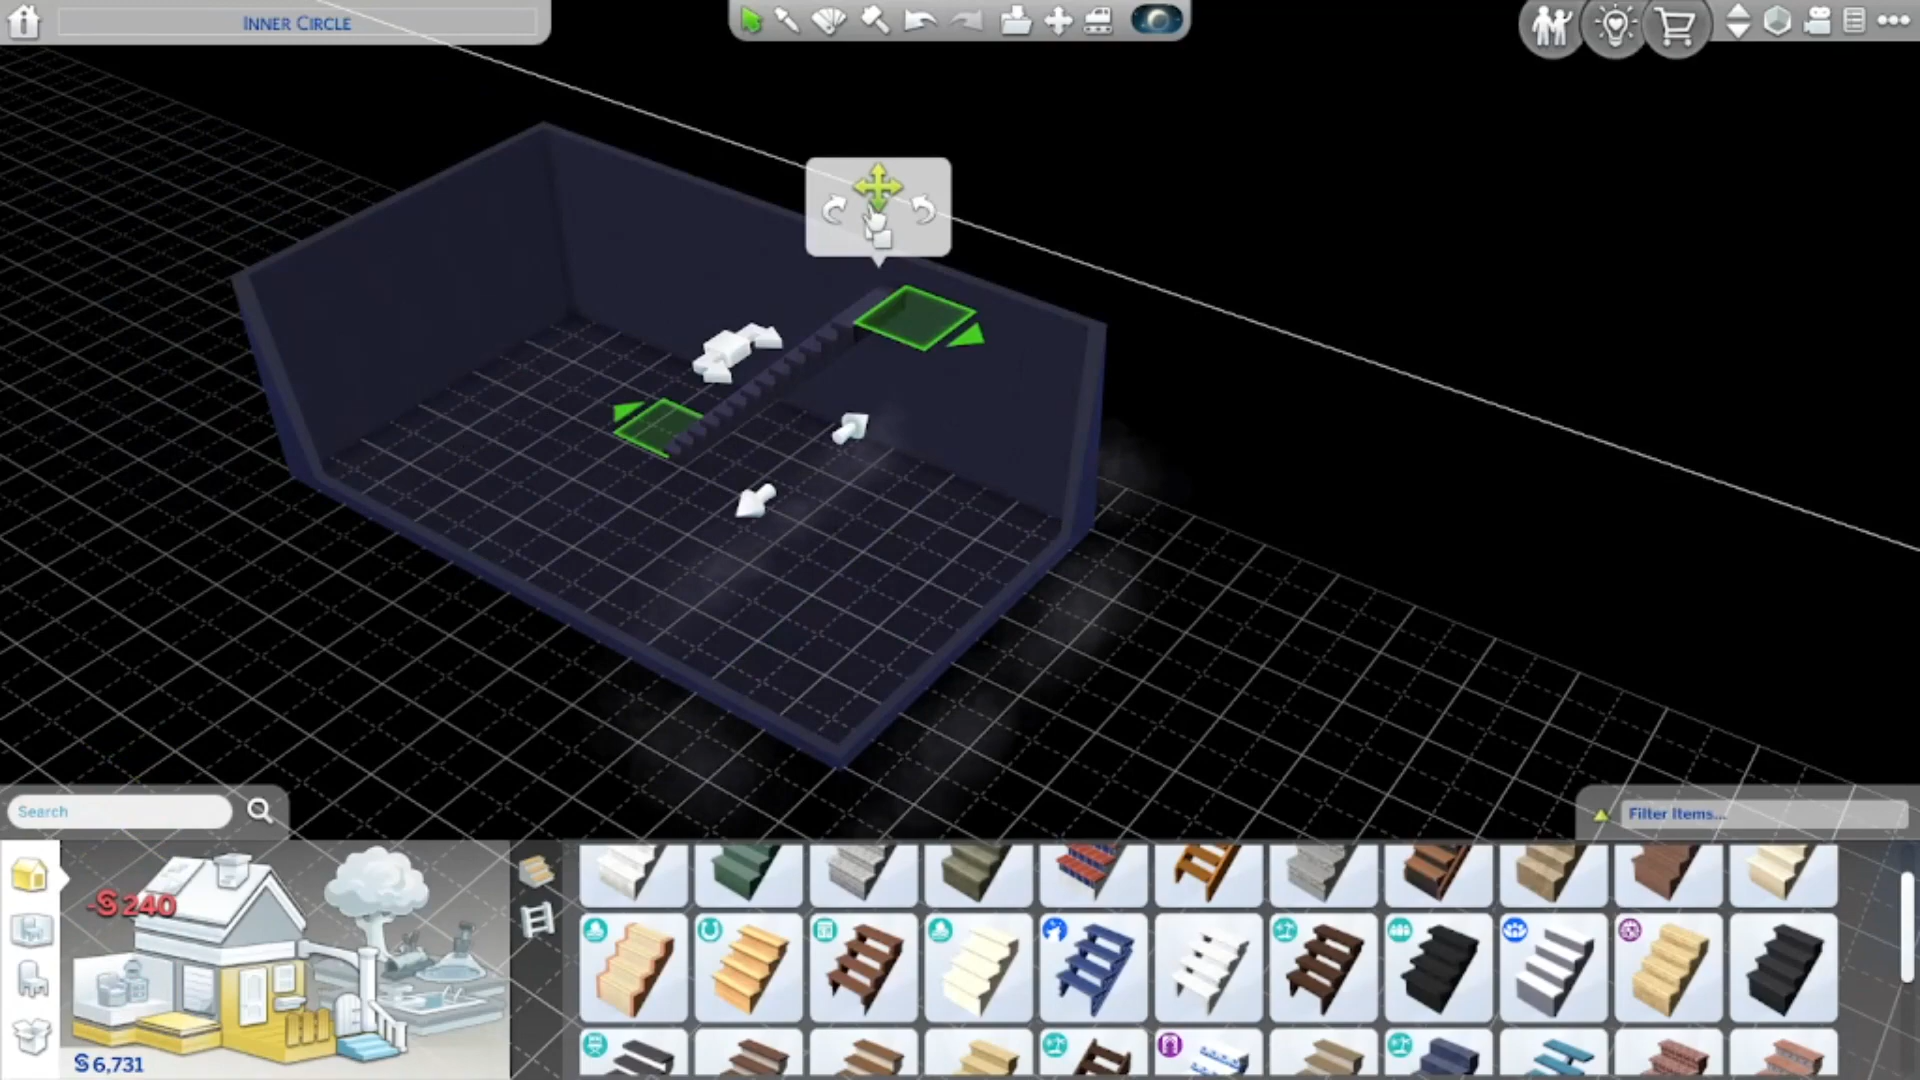 INNER CIRCLE
Search
Filter Items...
-§240
§6,731